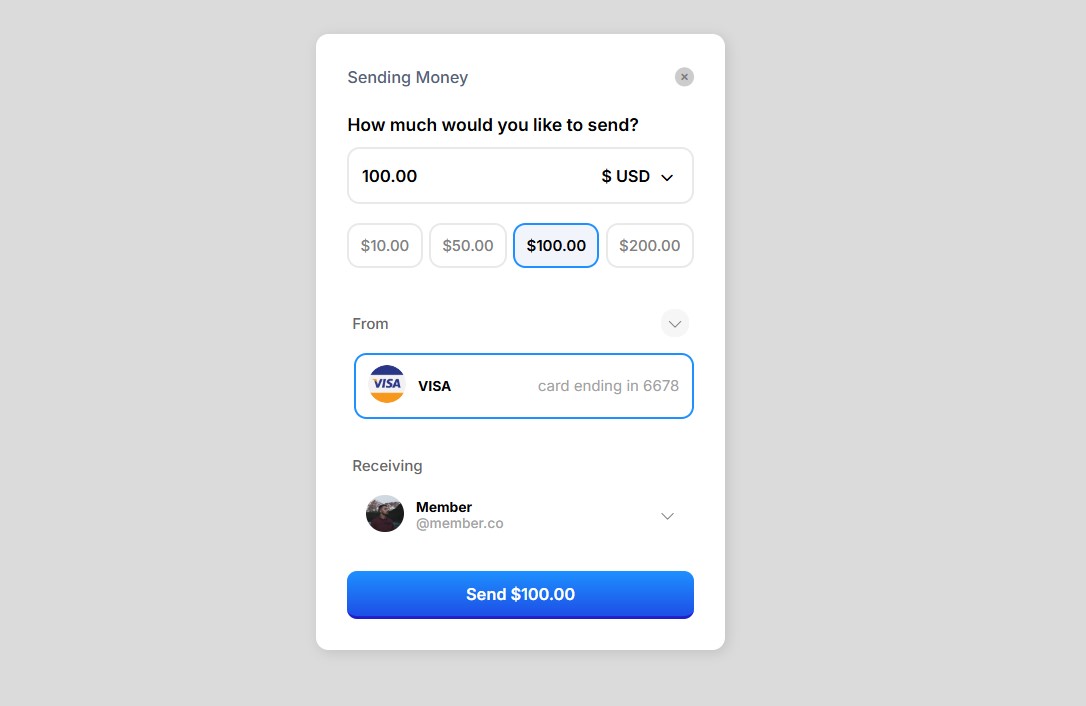 Sending Money
How much would you like to send?
100.00 $ USD
$10.00 $50.00 $100.00 $200.00
From
VISA VISA card ending in 6678
Receiving
Member
@member.co
Send $100.00